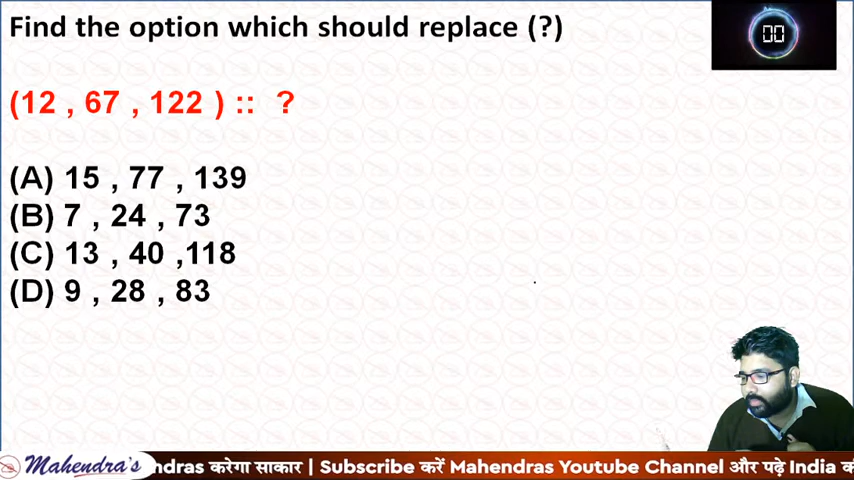 Find the option which should replace (?)
00
(12 , 67 , 122 ) :: ?
(A) 15 , 77 , 139
(B) 7 , 24 , 73
(C) 13 , 40 ,118
(D) 9 , 28 , 83
Mahendra's ndras करेगा साकार | Subscribe करें Mahendras Youtube Channel और पढ़े India की